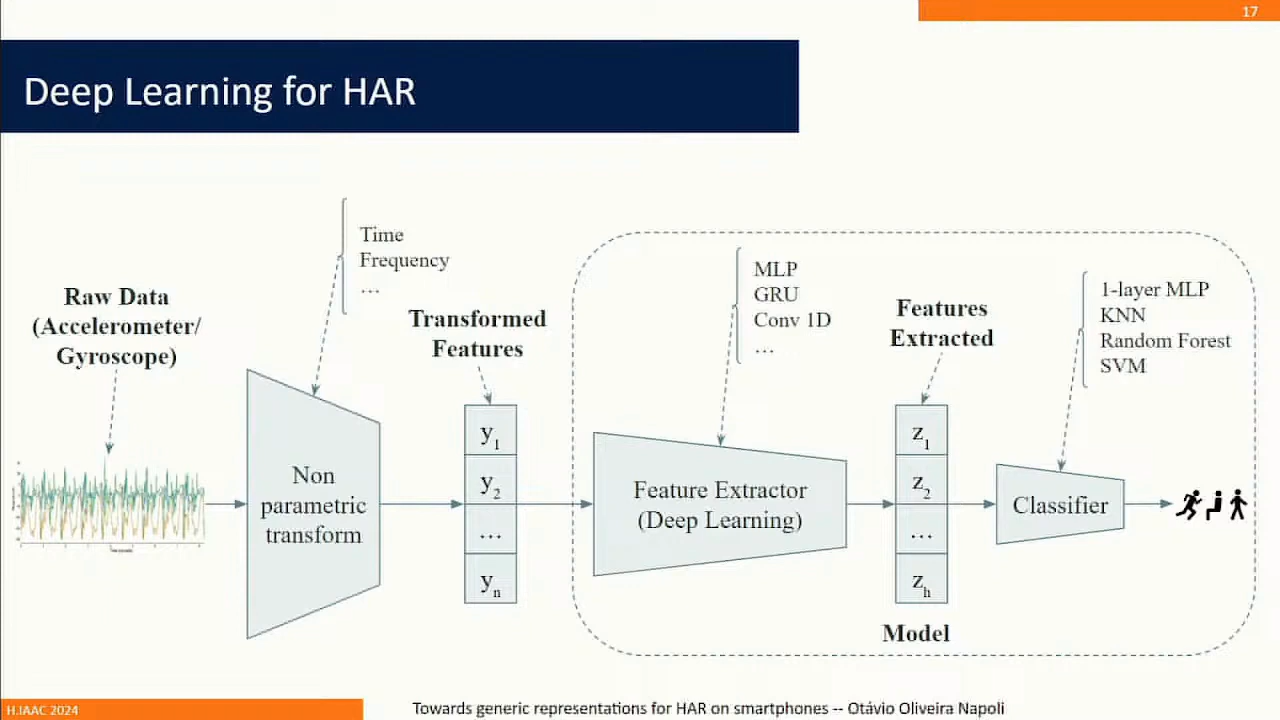 17
Deep Learning for HAR
Raw Data
(Accelerometer/
Gyroscope)
Time
Frequency
...
Non
parametric
transform
Transformed
Features
y1
y2
...
yn
MLP
GRU
Conv 1D
...
Feature Extractor
(Deep Learning)
Features
Extracted
z1
z2
...
zh
1-layer MLP
KNN
Random Forest
SVM
Classifier
Model
H.IAAC 2024
Towards generic representations for HAR on smartphones -- Otávio Oliveira Napoli